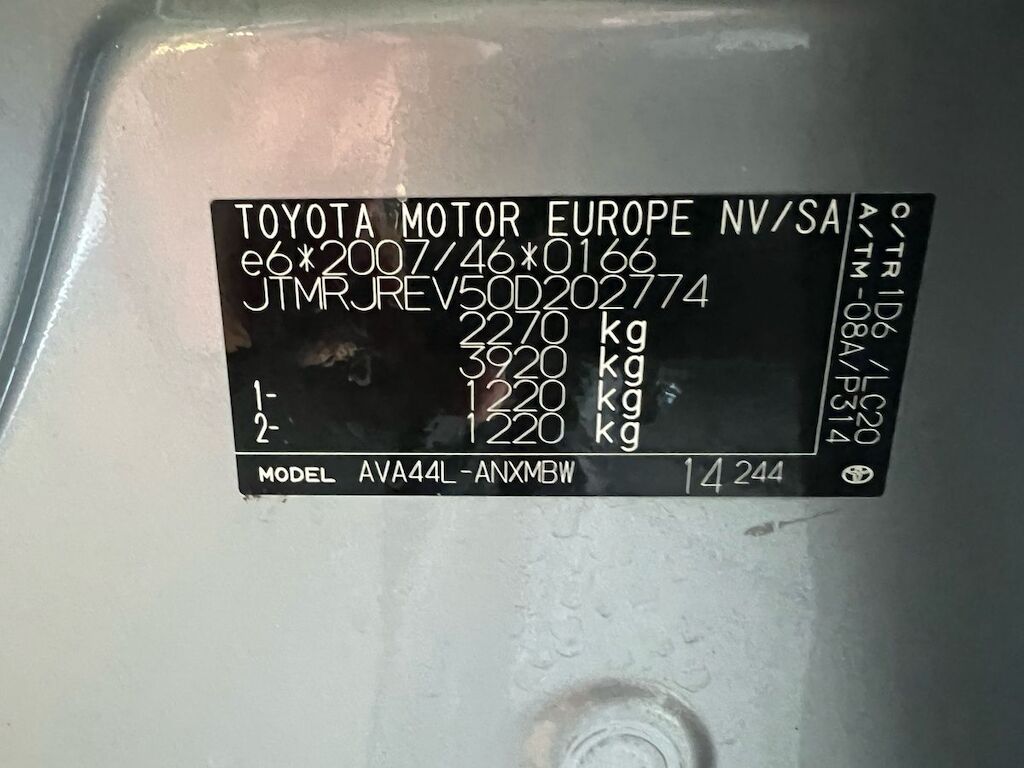 TOYOTA MOTOR EUROPE NV/SA
e6*2007/46*0166
JTMRJREV50D202774
2270 kg
3920 kg
1- 1220 kg
2- 1220 kg
MODEL AVA44L-ANXMBW 14 244
C/TR 1D6 /LC20
A/TM -08A/P314